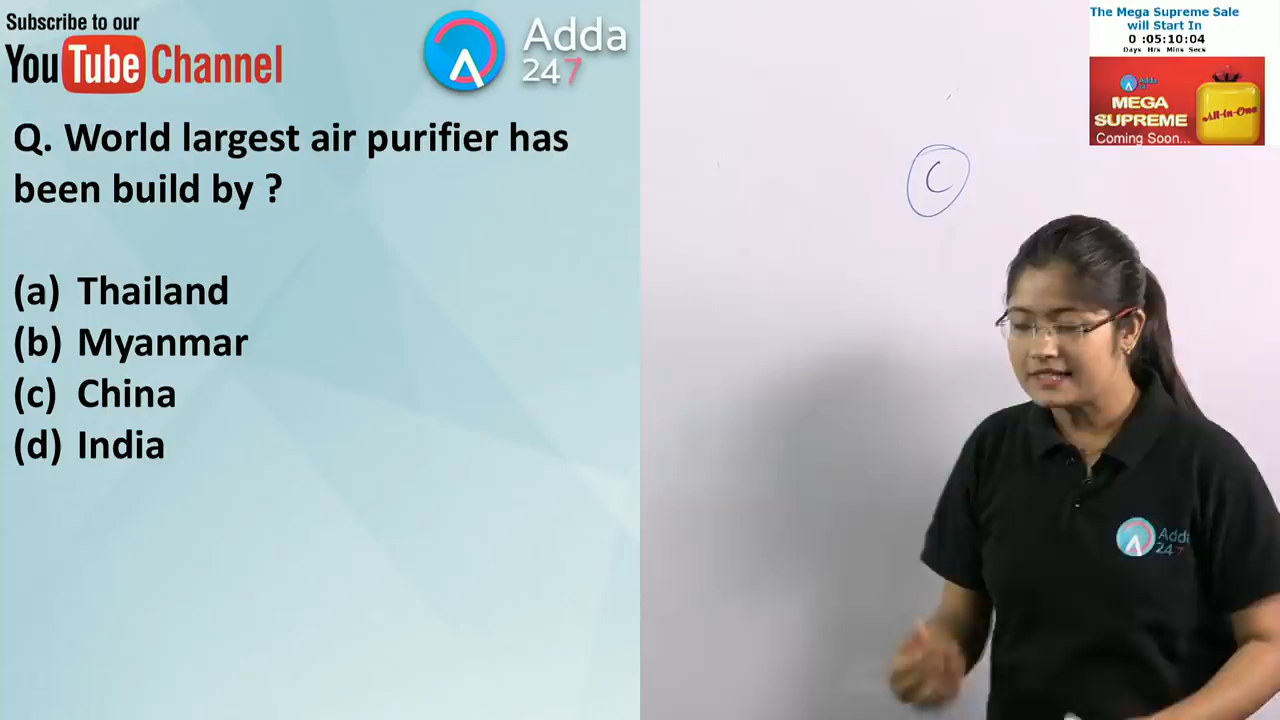 Subscribe to our
YouTube Channel
Adda
247
Q. World largest air purifier has
been build by ?
(a) Thailand
(b) Myanmar
(c) China
(d) India
C
The Mega Supreme Sale
will Start In
0 :05:10:04
Days Hrs Mins Secs
Adda
247
MEGA
SUPREME
Coming Soon...
All-in-One
Adda
247